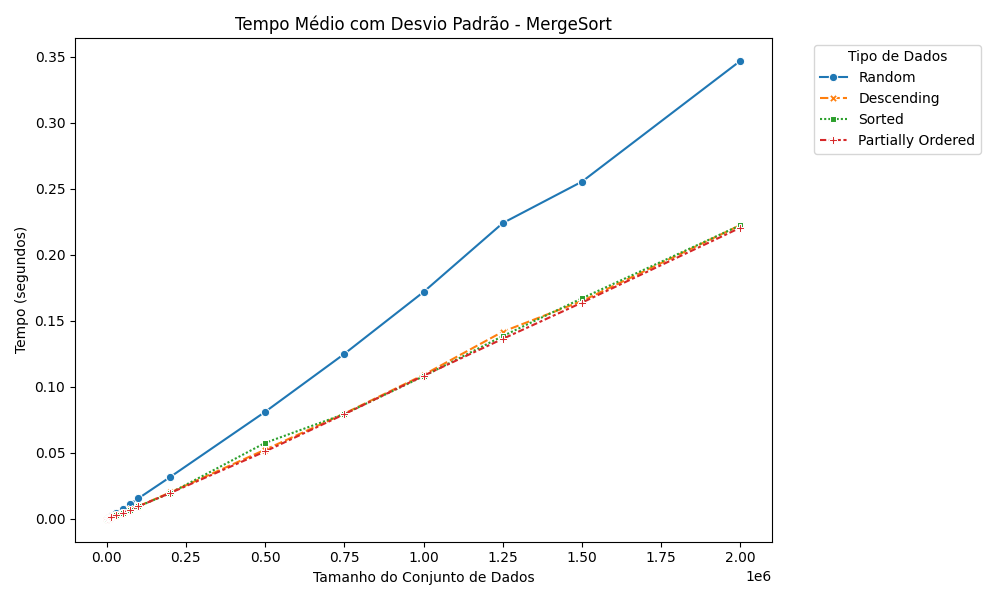 Tempo Médio com Desvio Padrão - MergeSort
Tempo (segundos)
0.35
0.30
0.25
0.20
0.15
0.10
0.05
0.00
0.00 0.25 0.50 0.75 1.00 1.25 1.50 1.75 2.00
1e6
Tamanho do Conjunto de Dados
Tipo de Dados
Random
Descending
Sorted
Partially Ordered